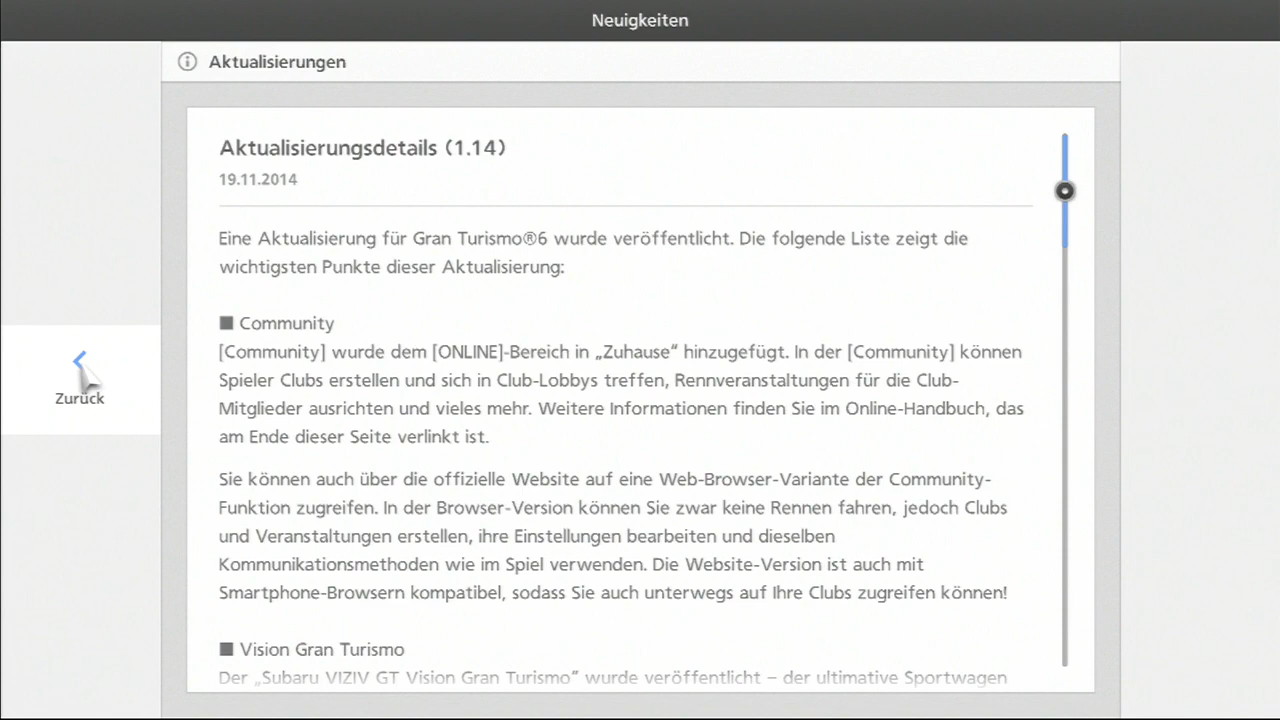 Neuigkeiten
Aktualisierungen
Aktualisierungsdetails (1.14)
19.11.2014
Eine Aktualisierung für Gran Turismo®6 wurde veröffentlicht. Die folgende Liste zeigt die
wichtigsten Punkte dieser Aktualisierung:
■ Community
[Community] wurde dem [ONLINE]-Bereich in „Zuhause“ hinzugefügt. In der [Community] können
Spieler Clubs erstellen und sich in Club-Lobbys treffen, Rennveranstaltungen für die Club-
Mitglieder ausrichten und vieles mehr. Weitere Informationen finden Sie im Online-Handbuch, das
am Ende dieser Seite verlinkt ist.
Sie können auch über die offizielle Website auf eine Web-Browser-Variante der Community-
Funktion zugreifen. In der Browser-Version können Sie zwar keine Rennen fahren, jedoch Clubs
und Veranstaltungen erstellen, ihre Einstellungen bearbeiten und dieselben
Kommunikationsmethoden wie im Spiel verwenden. Die Website-Version ist auch mit
Smartphone-Browsern kompatibel, sodass Sie auch unterwegs auf Ihre Clubs zugreifen können!
■ Vision Gran Turismo
Der „Subaru VIZIV GT Vision Gran Turismo“ wurde veröffentlicht – der ultimative Sportwagen
Zurück